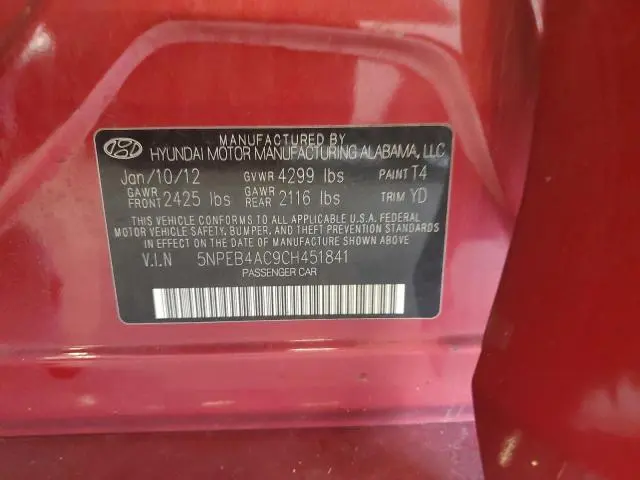 MANUFACTURED BY
HYUNDAI MOTOR MANUFACTURING ALABAMA, LLC
Jan/10/12 GVWR 4299 lbs PAINT T4
GAWR FRONT 2425 lbs GAWR REAR 2116 lbs TRIM YD
THIS VEHICLE CONFORMS TO ALL APPLICABLE U.S.A. FEDERAL
MOTOR VEHICLE SAFETY, BUMPER, AND THEFT PREVENTION STANDARDS
IN EFFECT ON THE DATE OF MANUFACTURE SHOWN ABOVE.
V.I.N 5NPEB4AC9CH451841
PASSENGER CAR